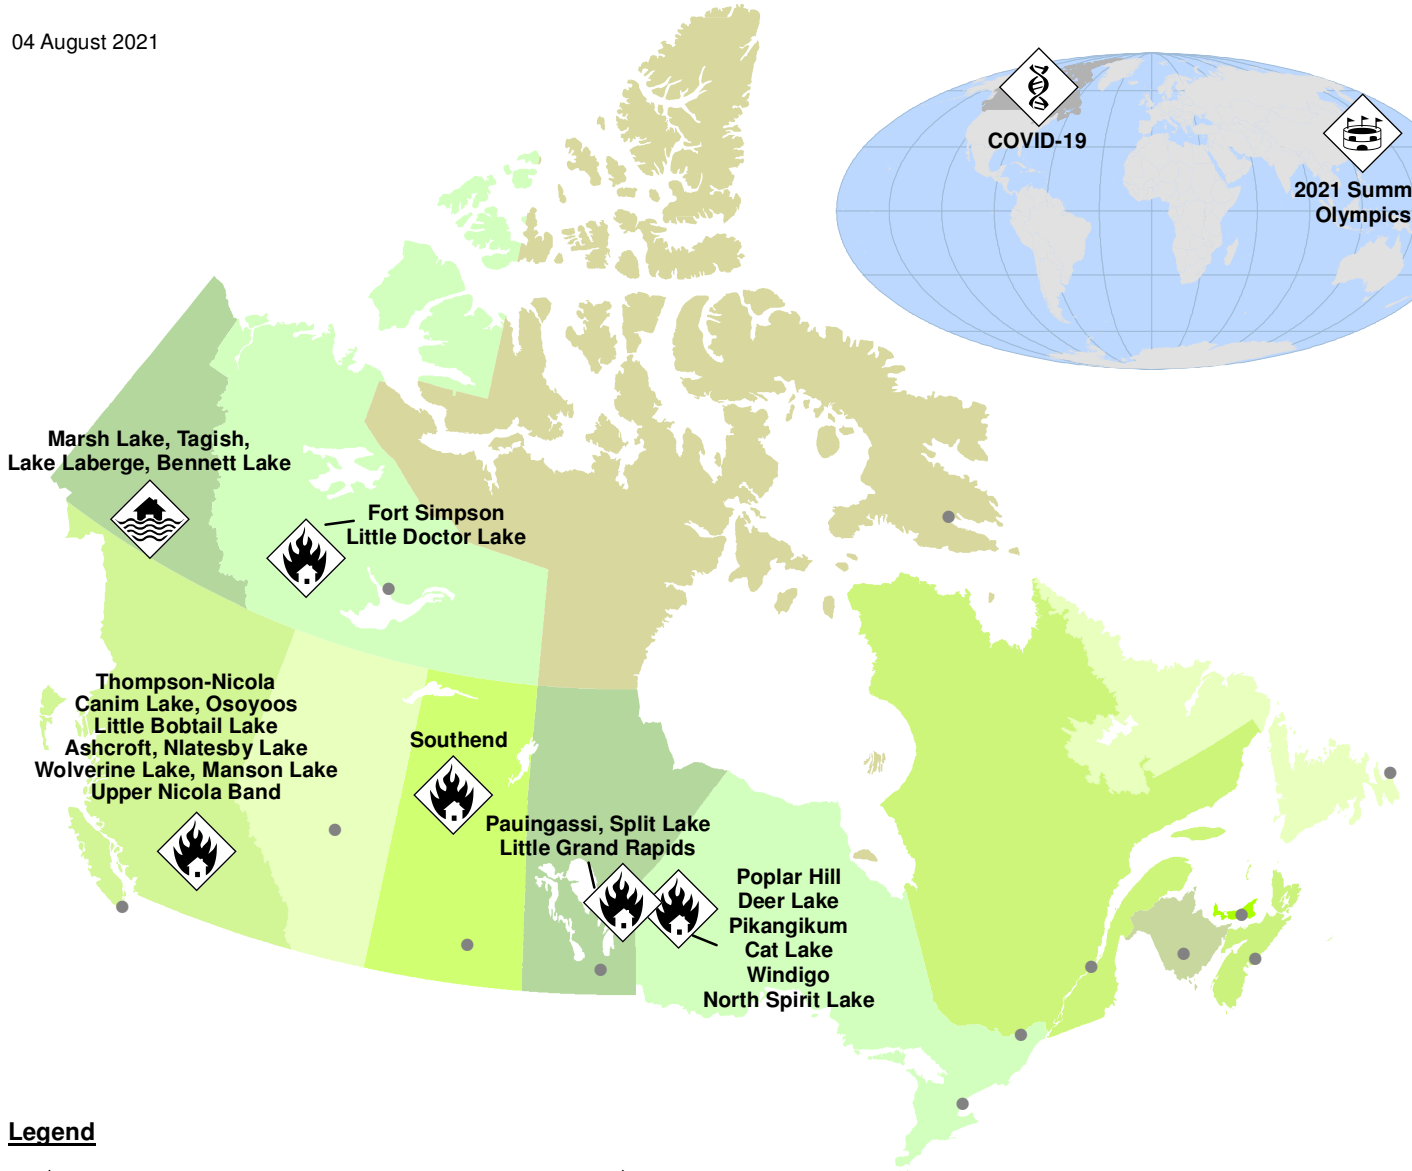 04 August 2021
COVID-19
2021 Summ
Olympics
Marsh Lake, Tagish,
Lake Laberge, Bennett Lake
Fort Simpson
Little Doctor Lake
Thompson-Nicola
Canim Lake, Osoyoos
Little Bobtail Lake
Ashcroft, Nlatesby Lake
Wolverine Lake, Manson Lake
Upper Nicola Band
Southend
Pauingassi, Split Lake
Little Grand Rapids
Poplar Hill
Deer Lake
Pikangikum
Cat Lake
Windigo
North Spirit Lake
Legend